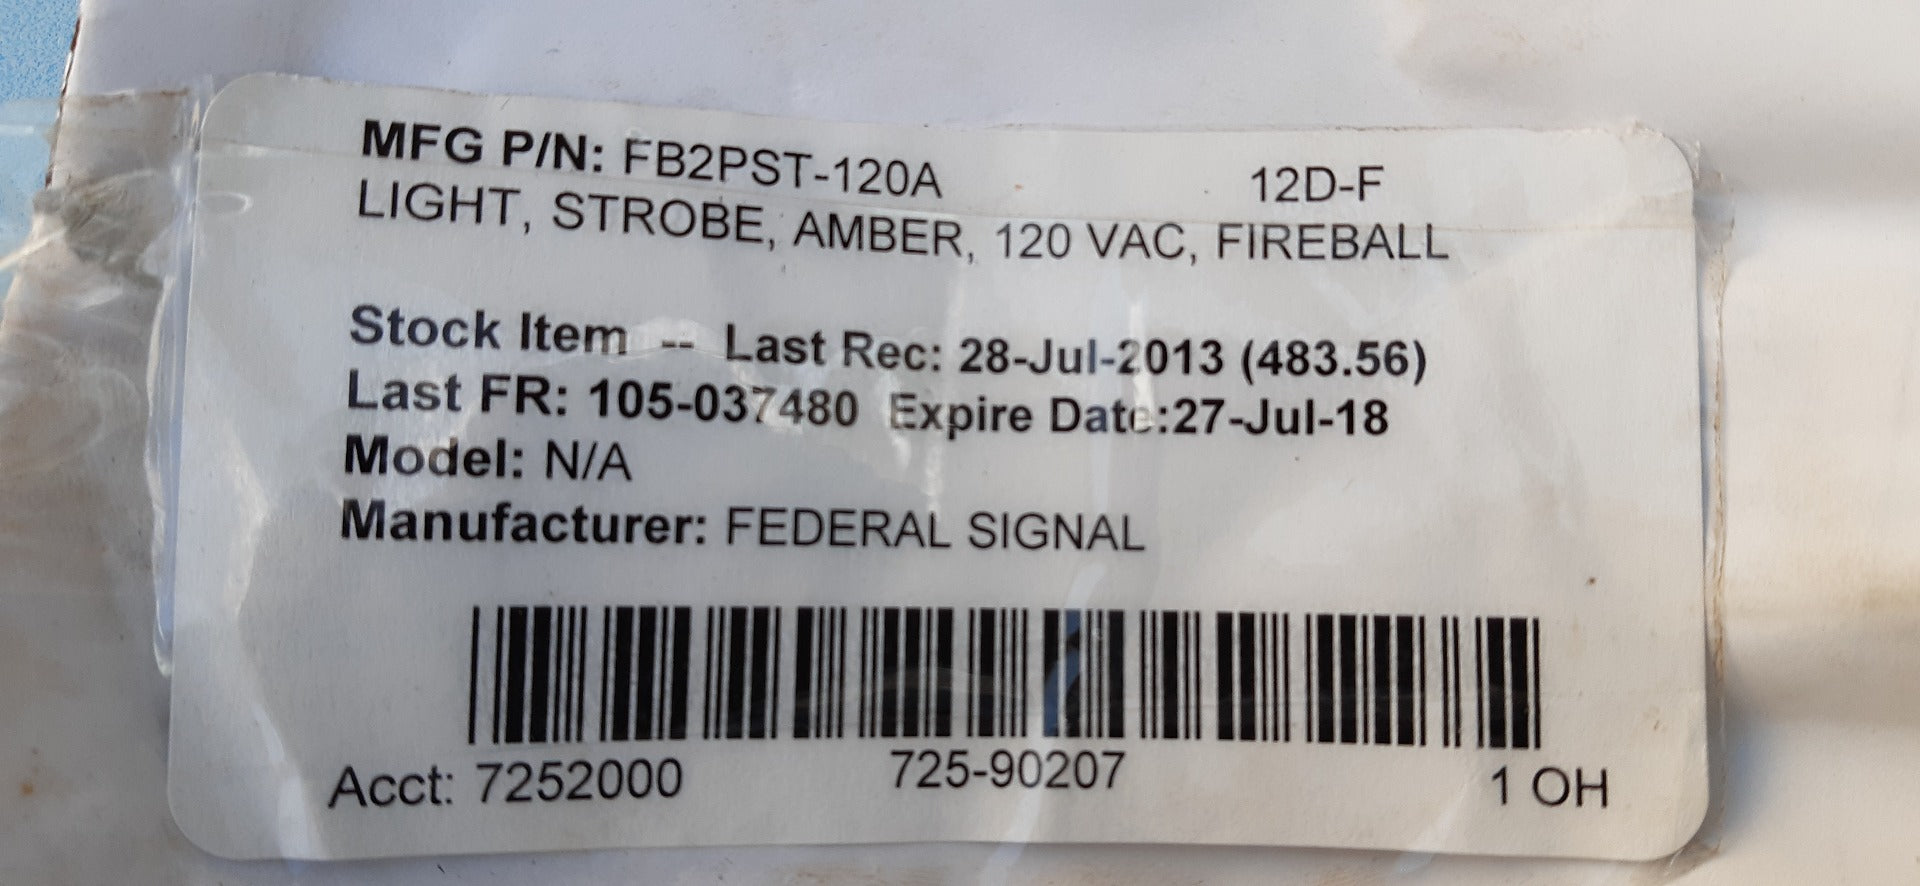 MFG P/N: FB2PST-120A 12D-F
LIGHT, STROBE, AMBER, 120 VAC, FIREBALL
Stock Item -- Last Rec: 28-Jul-2013 (483.56)
Last FR: 105-037480 Expire Date:27-Jul-18
Model: N/A
Manufacturer: FEDERAL SIGNAL
Acct: 7252000 725-90207 1 OH